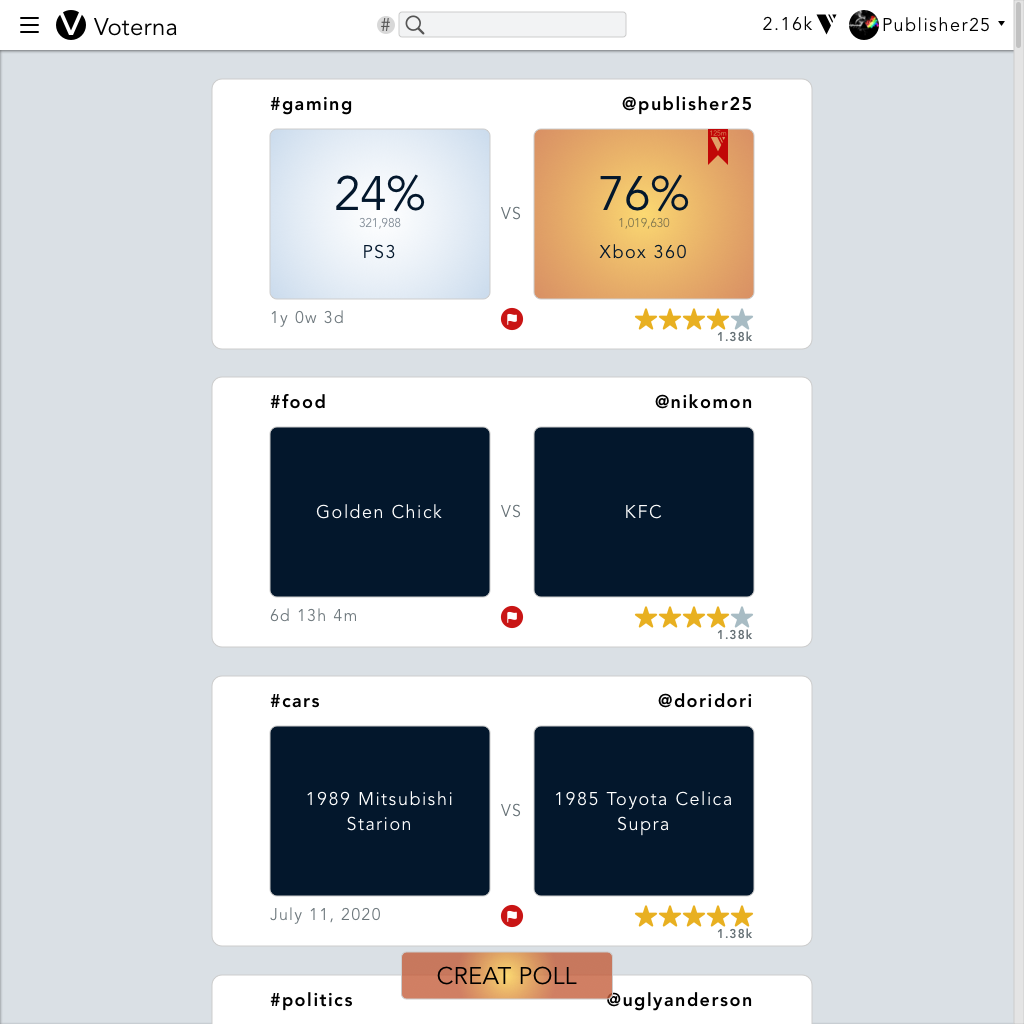 Voterna
#
2.16k
Publisher25
#gaming
@publisher25
24%
321,988
PS3
VS
125m
76%
1,019,630
Xbox 360
1y 0w 3d
1.38k
#food
@nikomon
Golden Chick
VS
KFC
6d 13h 4m
1.38k
#cars
@doridori
1989 Mitsubishi
Starion
VS
1985 Toyota Celica
Supra
July 11, 2020
1.38k
CREAT POLL
#politics
@uglyanderson